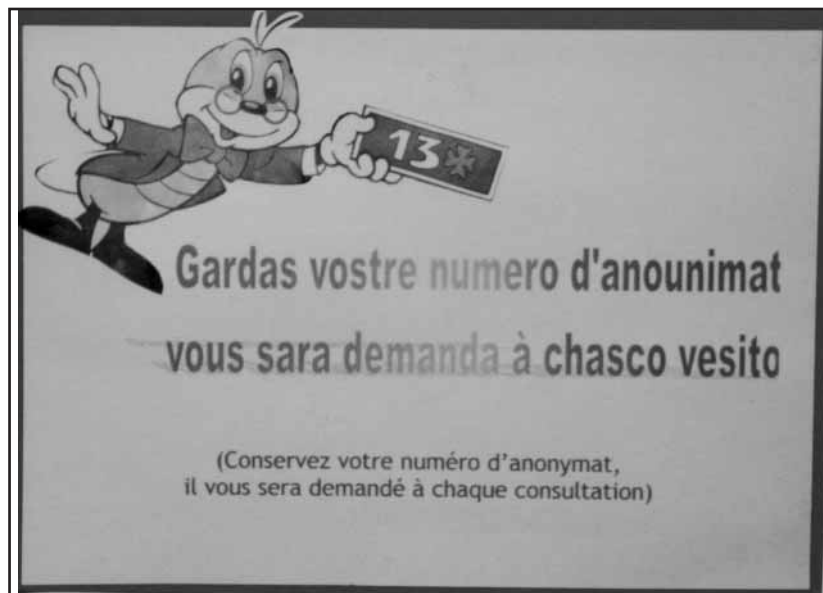 13
Gardas vostre numero d'anounimat
vous sara demanda à chasco vesito
(Conservez votre numéro d'anonymat,
il vous sera demandé à chaque consultation)